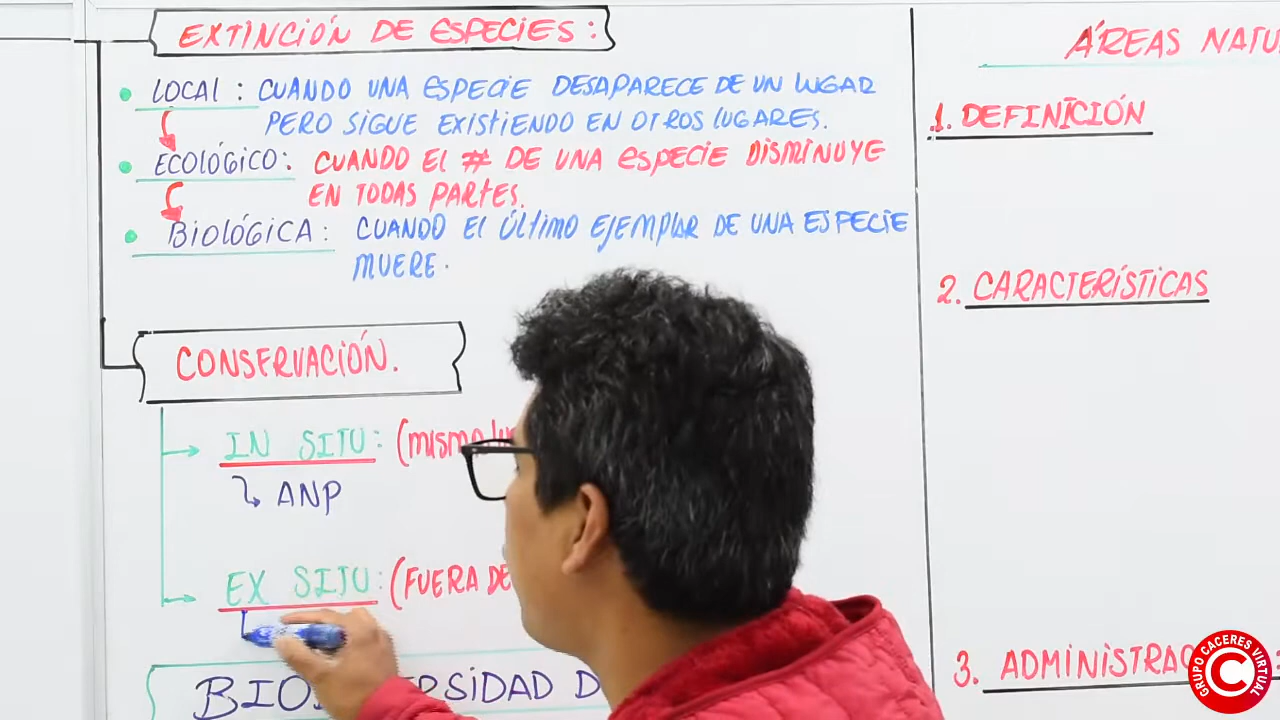 EXTINCIÓN DE ESPECIES:
LOCAL: CUANDO UNA ESPECIE DESAPARECE DE UN LUGAR
PERO SIGUE EXISTIENDO EN OTROS LUGARES.
ECOLÓGICO: CUANDO EL # DE UNA ESPECIE DISMINUYE
EN TODAS PARTES.
BIOLÓGICA: CUANDO EL ÚLTIMO EJEMPLAR DE UNA ESPECIE
MUERE.
CONSERVACIÓN.
IN SITU: (MISMO
ANP
EX SITU: (FUERA DE
D
ÁREAS
1. DEFINICIÓN
2. CARACTERÍSTICAS
3.
GRUPO CACERES VIRTUAL
C